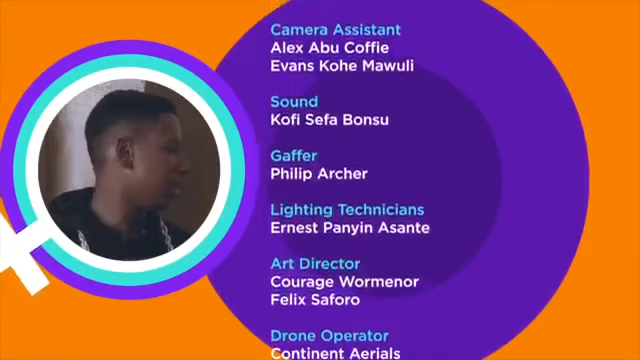 Camera Assistant
Alex Abu Coffie
Evans Kohe Mawuli
Sound
Kofi Sefa Bonsu
Gaffer
Philip Archer
Lighting Technicians
Ernest Panyin Asante
Art Director
Courage Wormenor
Felix Saforo
Drone Operator
Continent Aerials